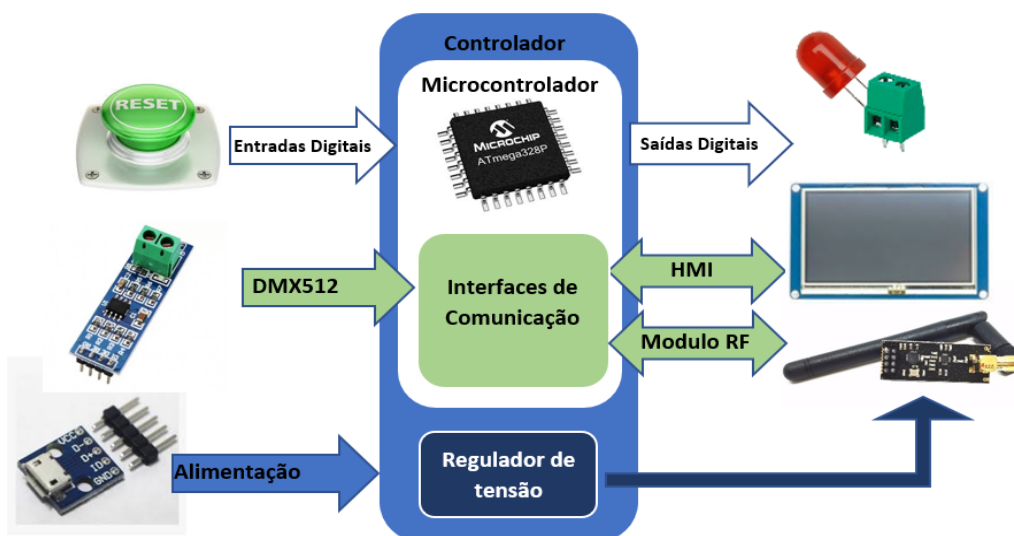 Controlador
Microcontrolador
RESET
Entradas Digitais
MICROCHIP
ATmega328P
Saídas Digitais
DMX512
Interfaces de
Comunicação
HMI
Modulo RF
VCC
D-
D+
ID
GND
Alimentação
Regulador de
tensão